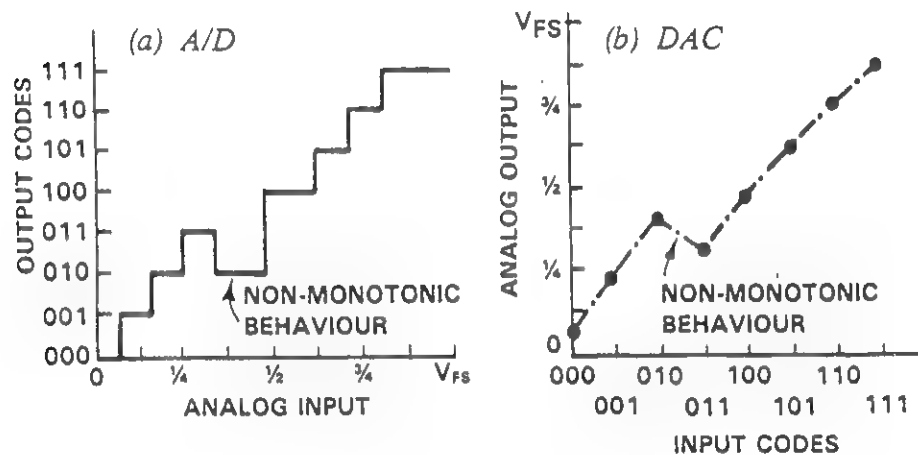 (a) A/D
OUTPUT CODES
111
110
101
100
011
010
001
000
NON-MONOTONIC
BEHAVIOUR
0 ¼ ½ ¾ VFS
ANALOG INPUT
(b) DAC
ANALOG OUTPUT
VFS
¾
½
¼
0
NON-MONOTONIC
BEHAVIOUR
000 010 100 110
001 011 101 111
INPUT CODES